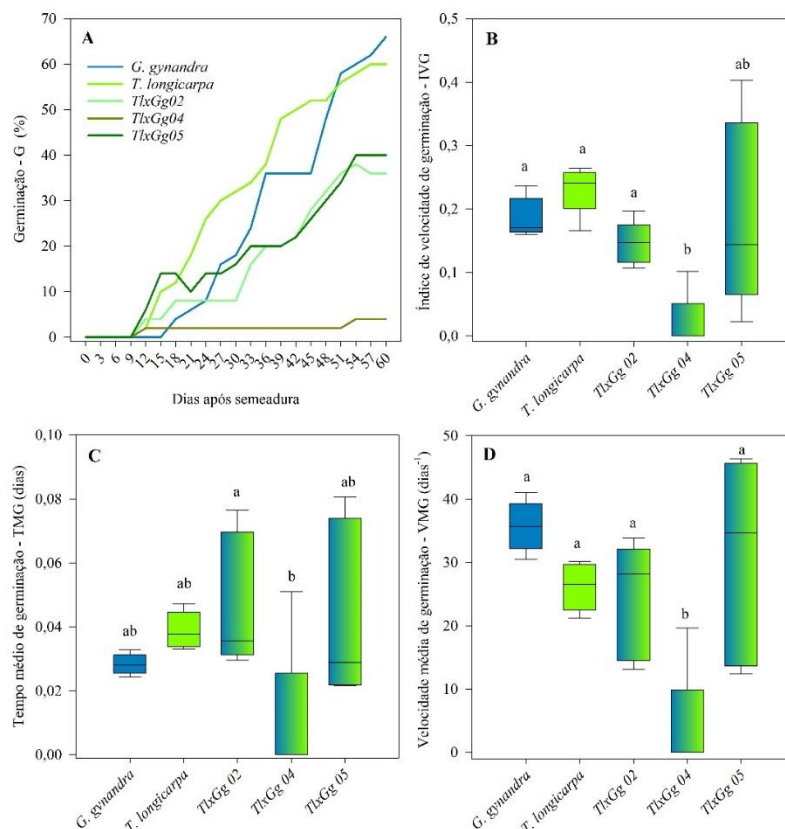 A
G. gynandra
T. longicarpa
TlxGg02
TlxGg04
TlxGg05
Germinação - G (%)
70
60
50
40
30
20
10
0
0 3 6 9 12 15 18 21 24 27 30 33 36 39 42 45 48 51 54 57 60
Dias após semeadura
B
Índice de velocidade de germinação - IVG
0,5
0,3
0,2
0,1
0,0
a a a b ab
G. gynandra T. longicarpa TlxGg 02 TlxGg 04 TlxGg 05
C
Tempo médio de germinação - TMG (dias)
0,10
0,08
0,06
0,04
0,02
0,00
ab ab a b ab
G. gynandra T. longicarpa TlxGg 02 TlxGg 04 TlxGg 05
D
Velocidade média de germinação - VMG (dias⁻¹)
50
40
30
20
10
0
a a a b a
G. gynandra T. longicarpa TlxGg 02 TlxGg 04 TlxGg 05